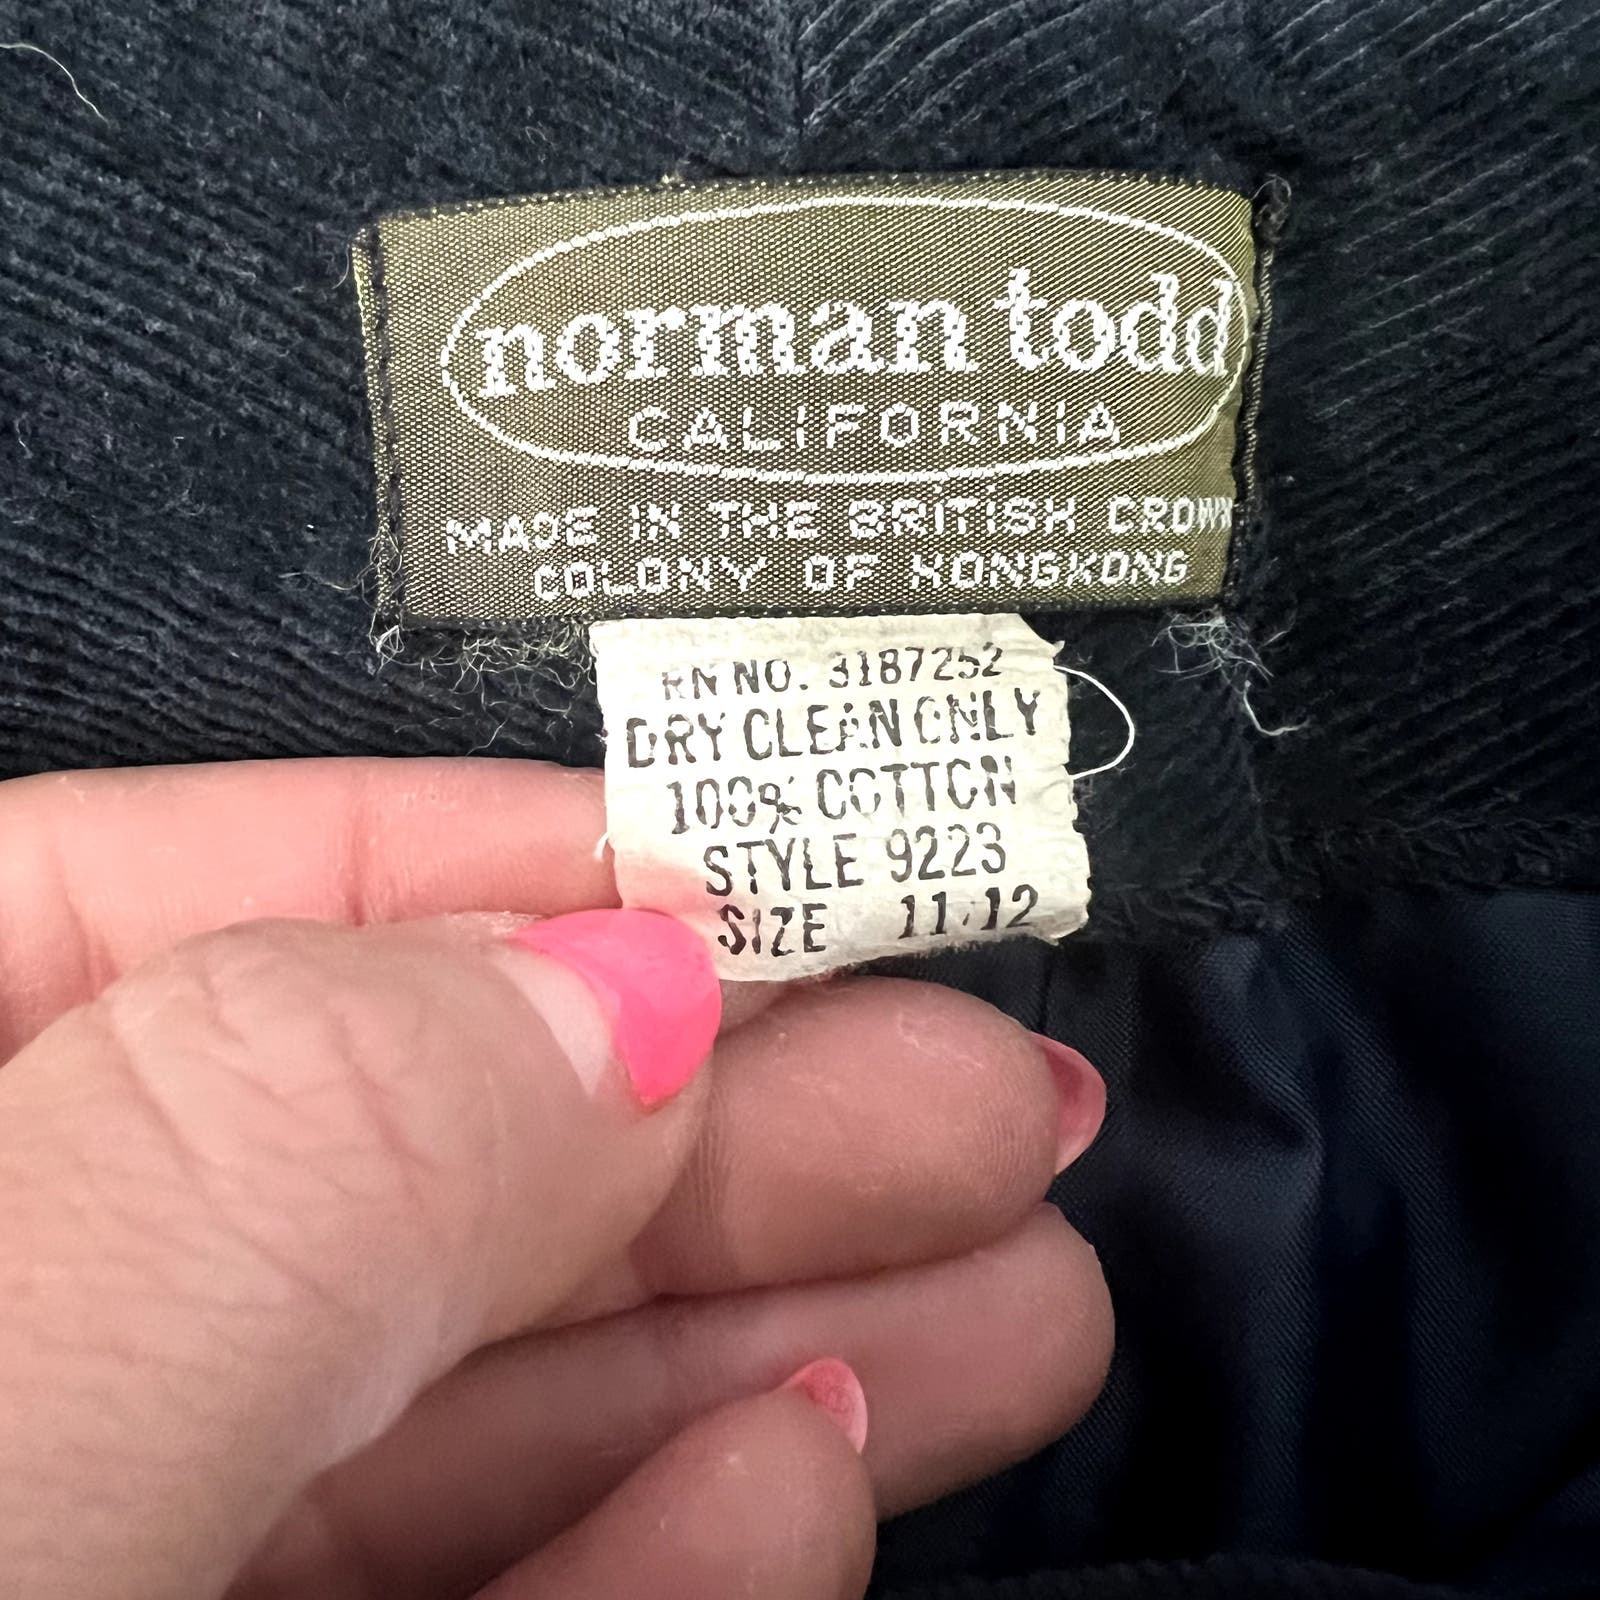 norman todd
CALIFORNIA
MADE IN THE BRITISH CROWN
COLONY OF HONGKONG
RN NO. 3187252
DRY CLEAN ONLY
100% COTTON
STYLE 9223
SIZE 11/12